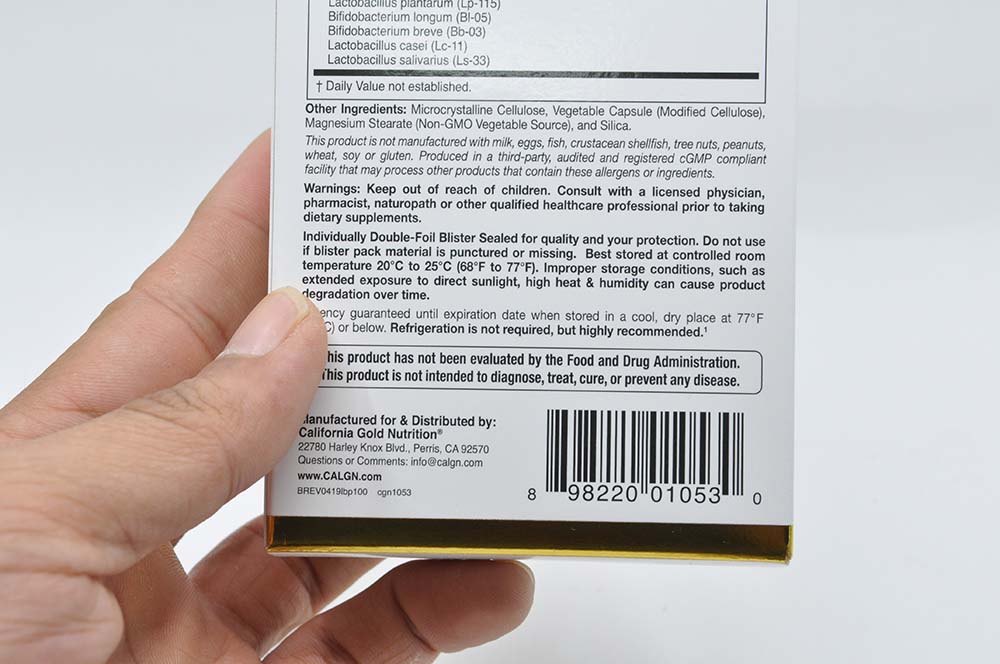 Lactobacillus plantarum (Lp-115)
Bifidobacterium longum (Bl-05)
Bifidobacterium breve (Bb-03)
Lactobacillus casei (Lc-11)
Lactobacillus salivarius (Ls-33)
† Daily Value not established.
Other Ingredients: Microcrystalline Cellulose, Vegetable Capsule (Modified Cellulose),
Magnesium Stearate (Non-GMO Vegetable Source), and Silica.
This product is not manufactured with milk, eggs, fish, crustacean shellfish, tree nuts, peanuts,
wheat, soy or gluten. Produced in a third-party, audited and registered cGMP compliant
facility that may process other products that contain these allergens or ingredients.
Warnings: Keep out of reach of children. Consult with a licensed physician,
pharmacist, naturopath or other qualified healthcare professional prior to taking
dietary supplements.
Individually Double-Foil Blister Sealed for quality and your protection. Do not use
if blister pack material is punctured or missing. Best stored at controlled room
temperature 20°C to 25°C (68°F to 77°F). Improper storage conditions, such as
extended exposure to direct sunlight, high heat & humidity can cause product
degradation over time.
ency guaranteed until expiration date when stored in a cool, dry place at 77°F
C) or below. Refrigeration is not required, but highly recommended.¹
his product has not been evaluated by the Food and Drug Administration.
This product is not intended to diagnose, treat, cure, or prevent any disease.
Manufactured for & Distributed by:
California Gold Nutrition®
22780 Harley Knox Blvd., Perris, CA 92570
Questions or Comments: info@calgn.com
www.CALGN.com
BREV0419lbp100 cgn1053
8 98220 01053 0